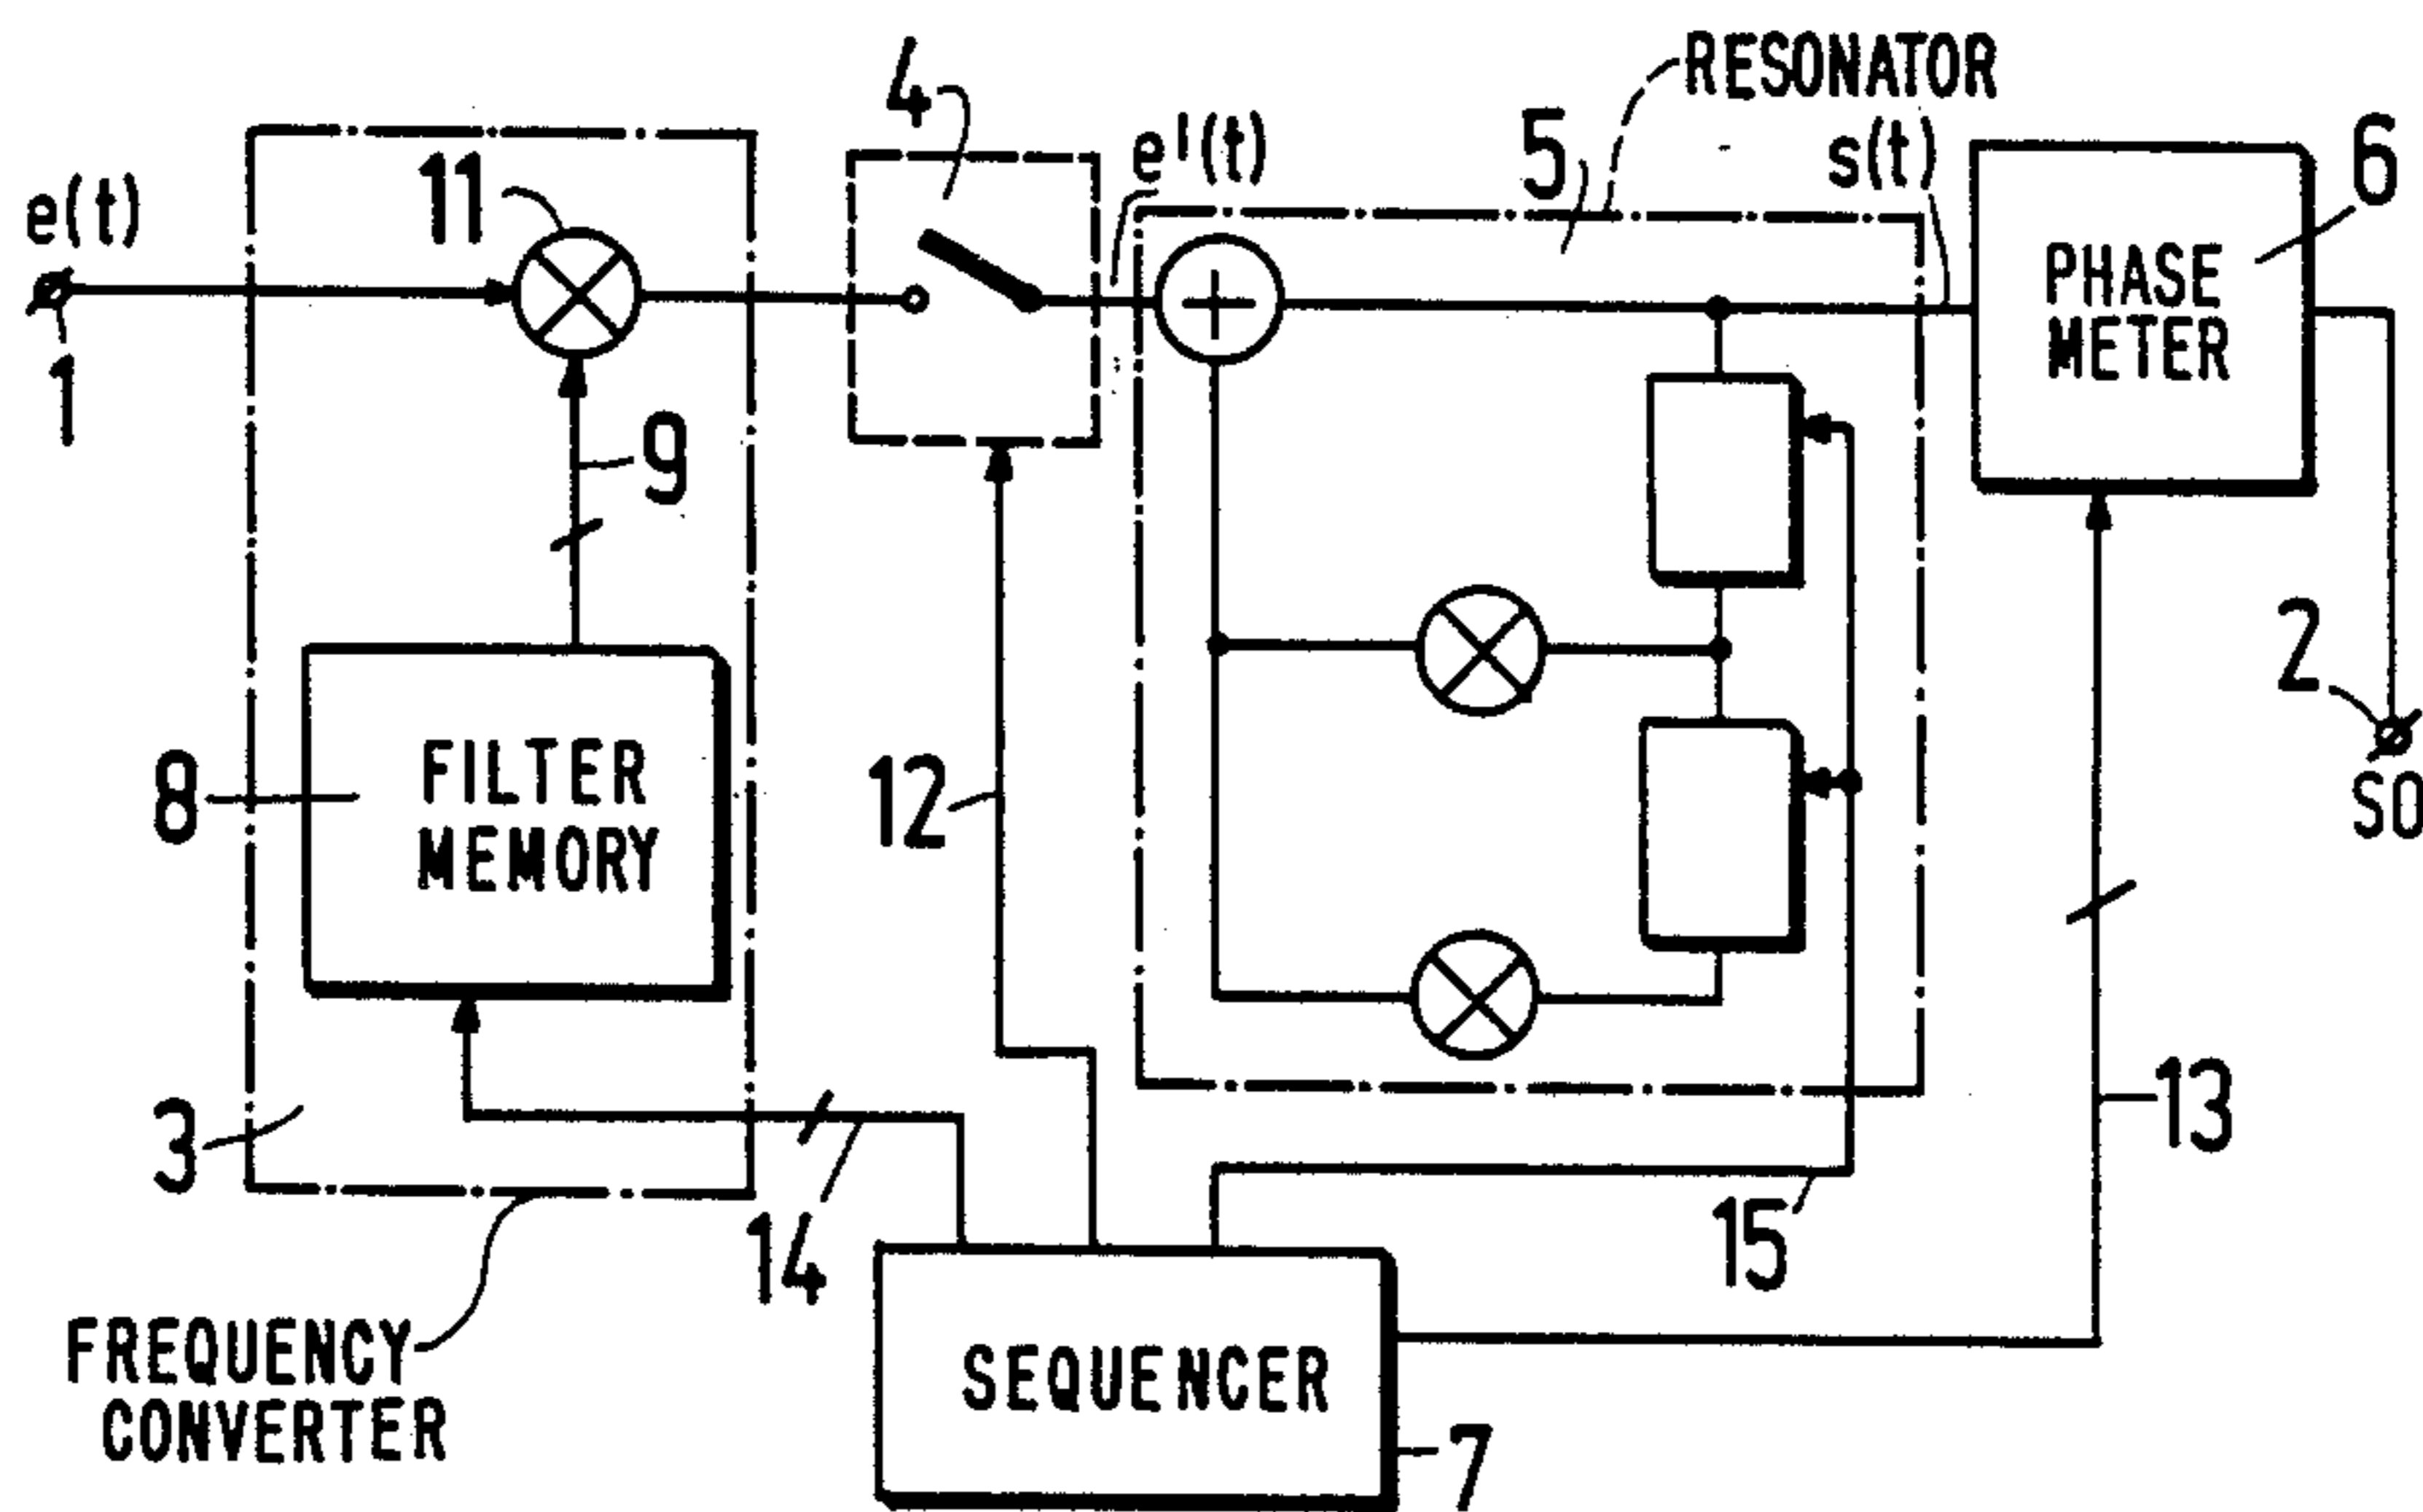 RESONATOR
4
e'(t)
5
s(t)
6
e(t)
11
PHASE
METER
1
9
2
SO
8
FILTER
MEMORY
12
3
13
14
15
FREQUENCY
CONVERTER
SEQUENCER
7